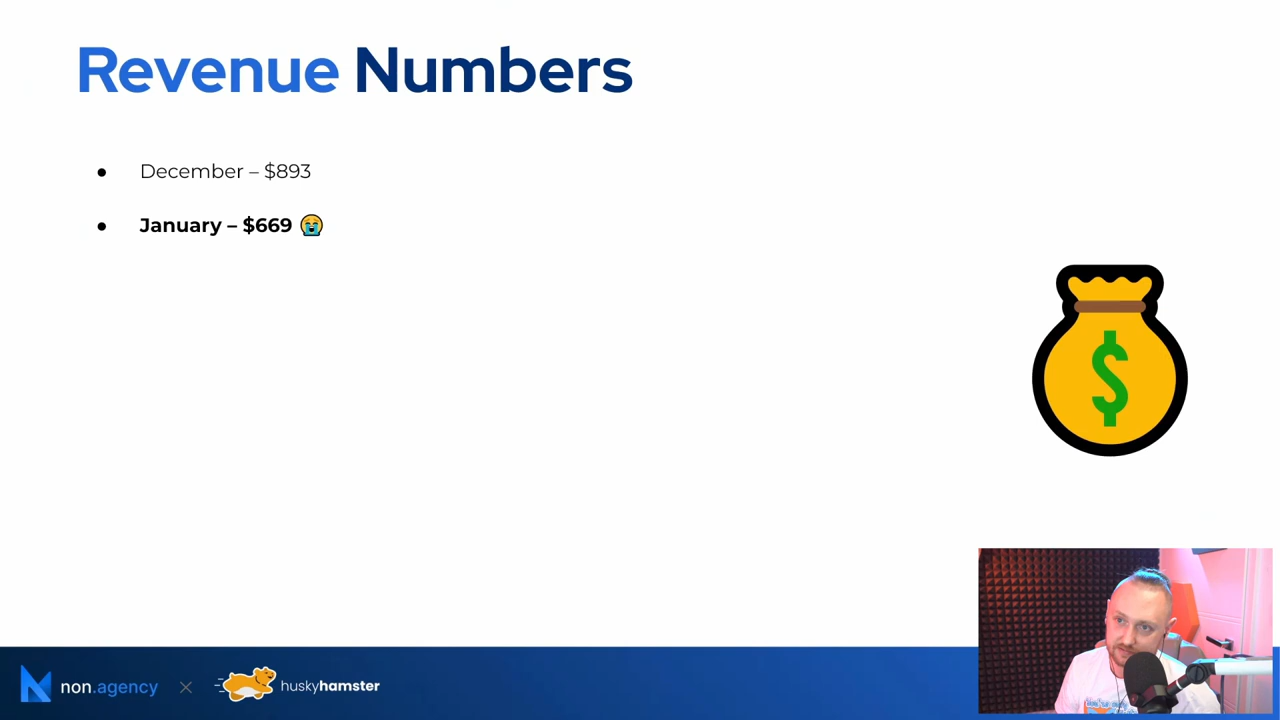 Revenue Numbers
● December – $893
● January – $669 😭
$
non.agency × huskyhamster